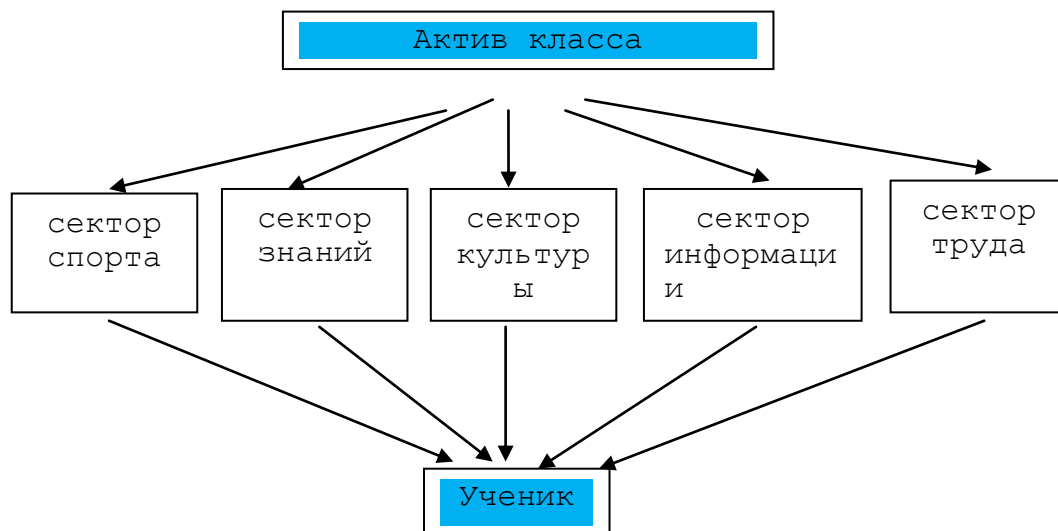 Актив класса
сектор
спорта
сектор
знаний
сектор
культур
ы
сектор
информаци
и
сектор
труда
Ученик